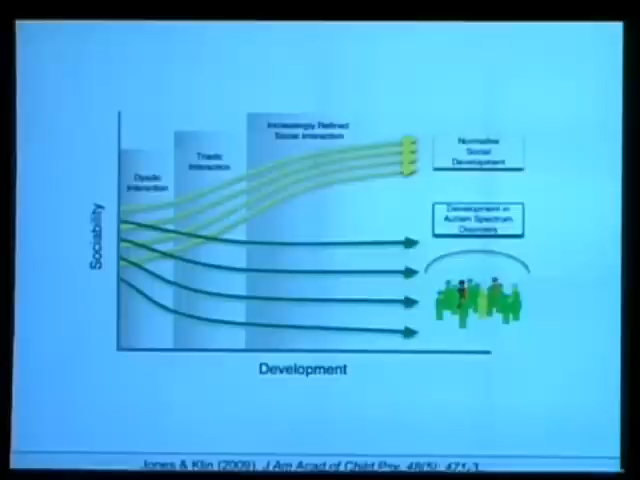 Increasingly Refined
Social Interaction
Triadic
Interaction
Dyadic
Interaction
Normative
Social
Development
Development in
Autism Spectrum
Disorders
Sociability
Development
Jones & Klin (2009), J Am Acad of Child Psy, 48(5): 471-3